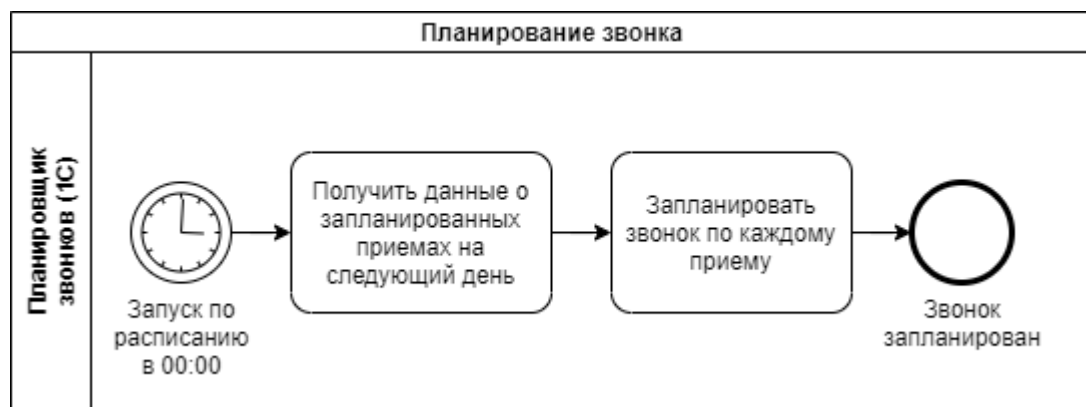 Планирование звонка
Планировщик
звонков (1С)
Получить данные о
запланированных
приемах на
следующий день
Запланировать
звонок по каждому
приему
Запуск по
расписанию
в 00:00
Звонок
запланирован